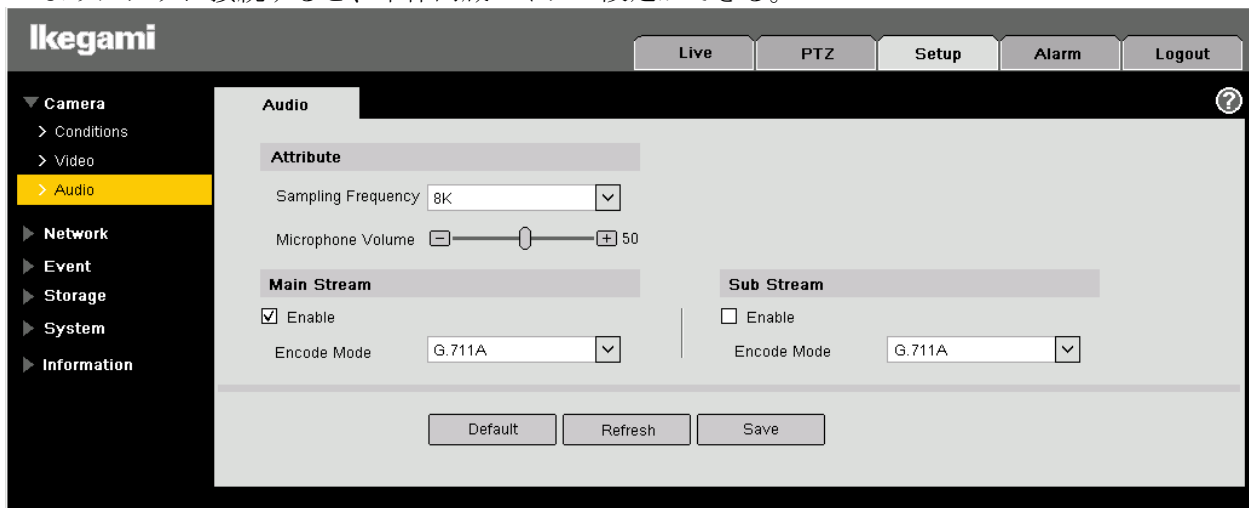 Ikegami
Live PTZ Setup Alarm Logout
Camera
Conditions
Video
Audio
Network
Event
Storage
System
Information
Audio
?
Attribute
Sampling Frequency 8K
Microphone Volume 50
Main Stream
Enable
Encode Mode G.711A
Sub Stream
Enable
Encode Mode G.711A
Default Refresh Save